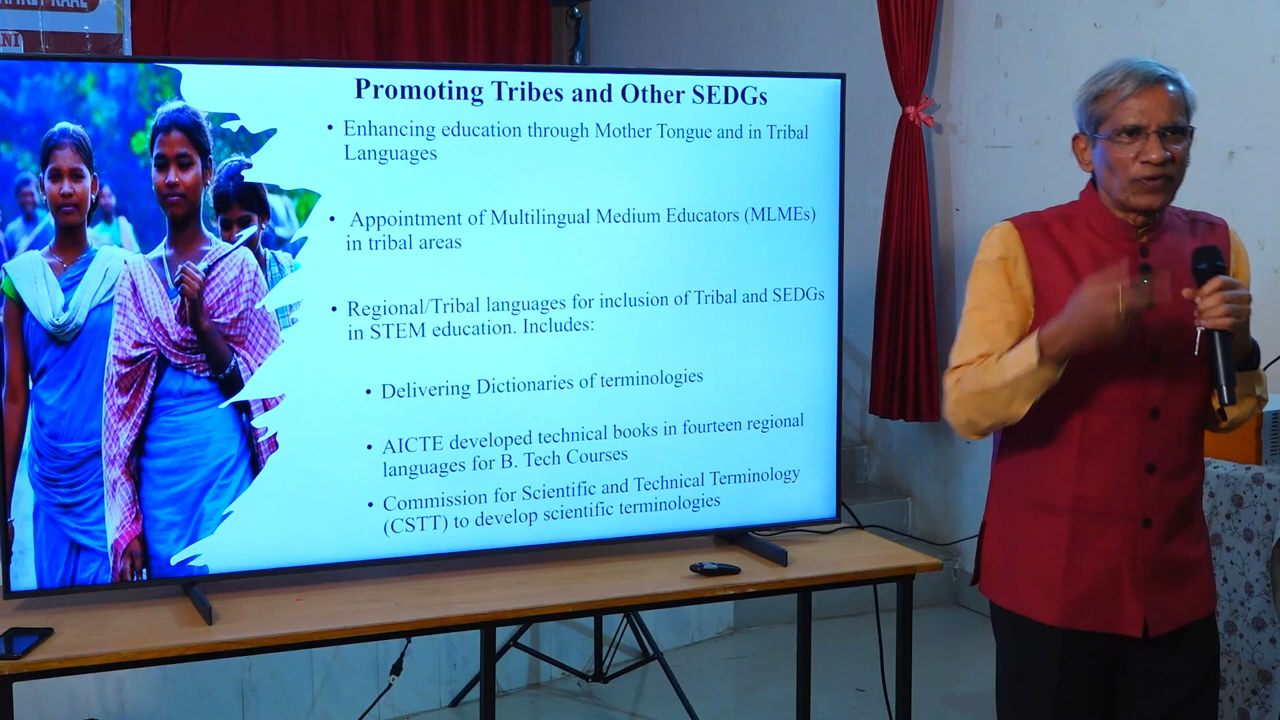 NI
Promoting Tribes and Other SEDGs
• Enhancing education through Mother Tongue and in Tribal
Languages
• Appointment of Multilingual Medium Educators (MLMEs)
in tribal areas
• Regional/Tribal languages for inclusion of Tribal and SEDGs
in STEM education. Includes:
• Delivering Dictionaries of terminologies
• AICTE developed technical books in fourteen regional
languages for B. Tech Courses
• Commission for Scientific and Technical Terminology
(CSTT) to develop scientific terminologies